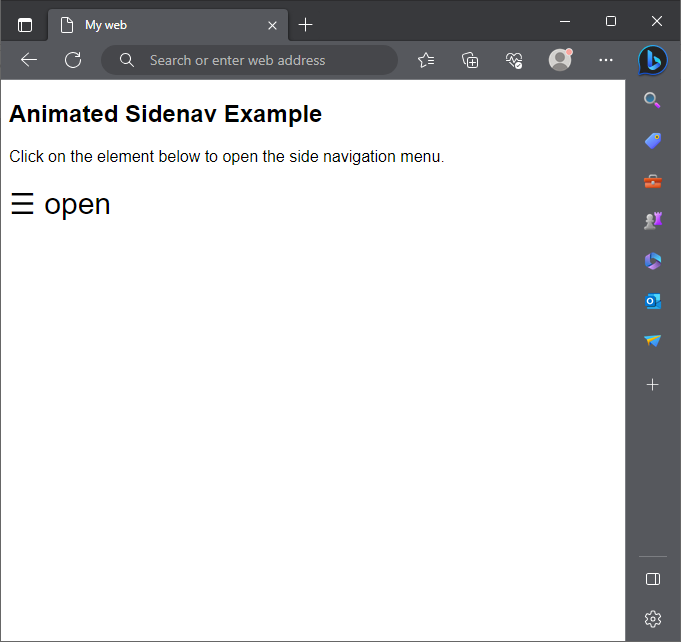 My web
Search or enter web address
Animated Sidenav Example
Click on the element below to open the side navigation menu.
☰ open